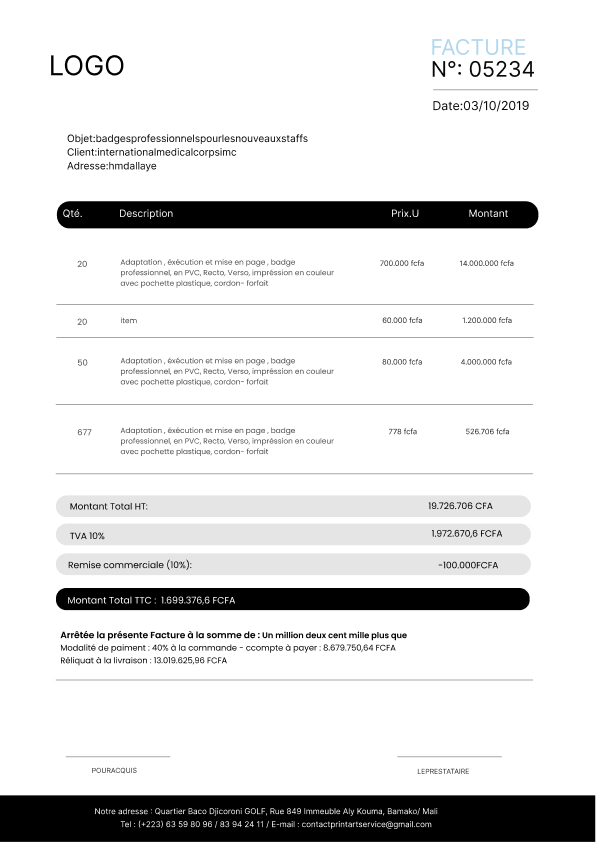 LOGO
FACTURE
N°: 05234
Date:03/10/2019
Objet:badgesprofessionnelspourlesnouveauxstaffs
Client:internationalmedicalcorpsimc
Adresse:hmdallaye
Qté. Description Prix.U Montant
20 Adaptation , éxécution et mise en page , badge 700.000 fcfa 14.000.000 fcfa
professionnel, en PVC, Recto, Verso, impréssion en couleur
avec pochette plastique, cordon- forfait
20 item 60.000 fcfa 1.200.000 fcfa
50 Adaptation , éxécution et mise en page , badge 80.000 fcfa 4.000.000 fcfa
professionnel, en PVC, Recto, Verso, impréssion en couleur
avec pochette plastique, cordon- forfait
677 Adaptation , éxécution et mise en page , badge 778 fcfa 526.706 fcfa
professionnel, en PVC, Recto, Verso, impréssion en couleur
avec pochette plastique, cordon- forfait
Montant Total HT: 19.726.706 CFA
TVA 10% 1.972.670,6 FCFA
Remise commerciale (10%): -100.000FCFA
Montant Total TTC : 1.699.376,6 FCFA
Arrêtée la présente Facture à la somme de : Un million deux cent mille plus que
Modalité de paiment : 40% à la commande - ccompte à payer : 8.679.750,64 FCFA
Réliquat à la livraison : 13.019.625,96 FCFA
POURACQUIS LEPRESTATAIRE
Notre adresse : Quartier Baco Djicoroni GOLF, Rue 849 Immeuble Aly Kouma, Bamako/ Mali
Tel : (+223) 63 59 80 96 / 83 94 24 11 / E-mail : contactprintartservice@gmail.com